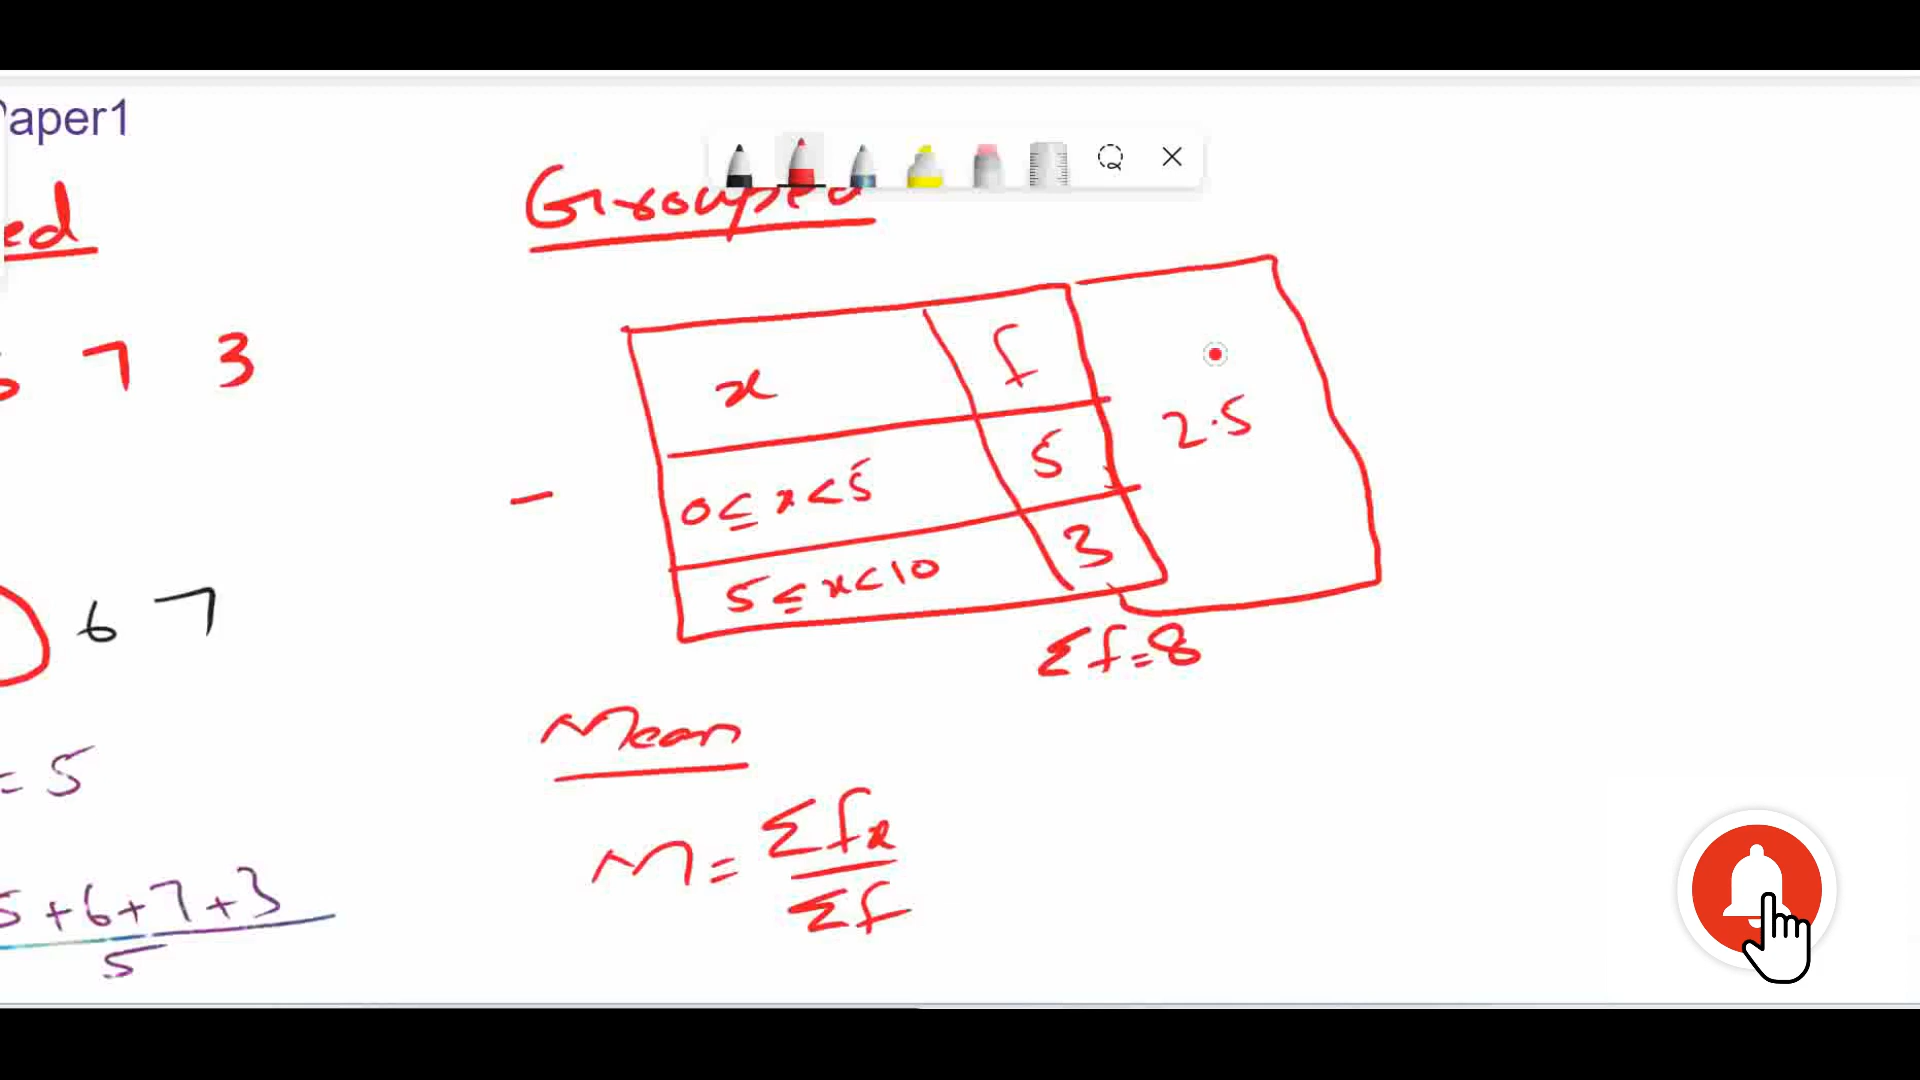 Paper1
ed
Grouped
7 3
x f
0≤x<5 5 2.5
5≤x<10 3
Σf=8
6 7
Mean
= 5
M= Σfx
Σf
5+6+7+3
5